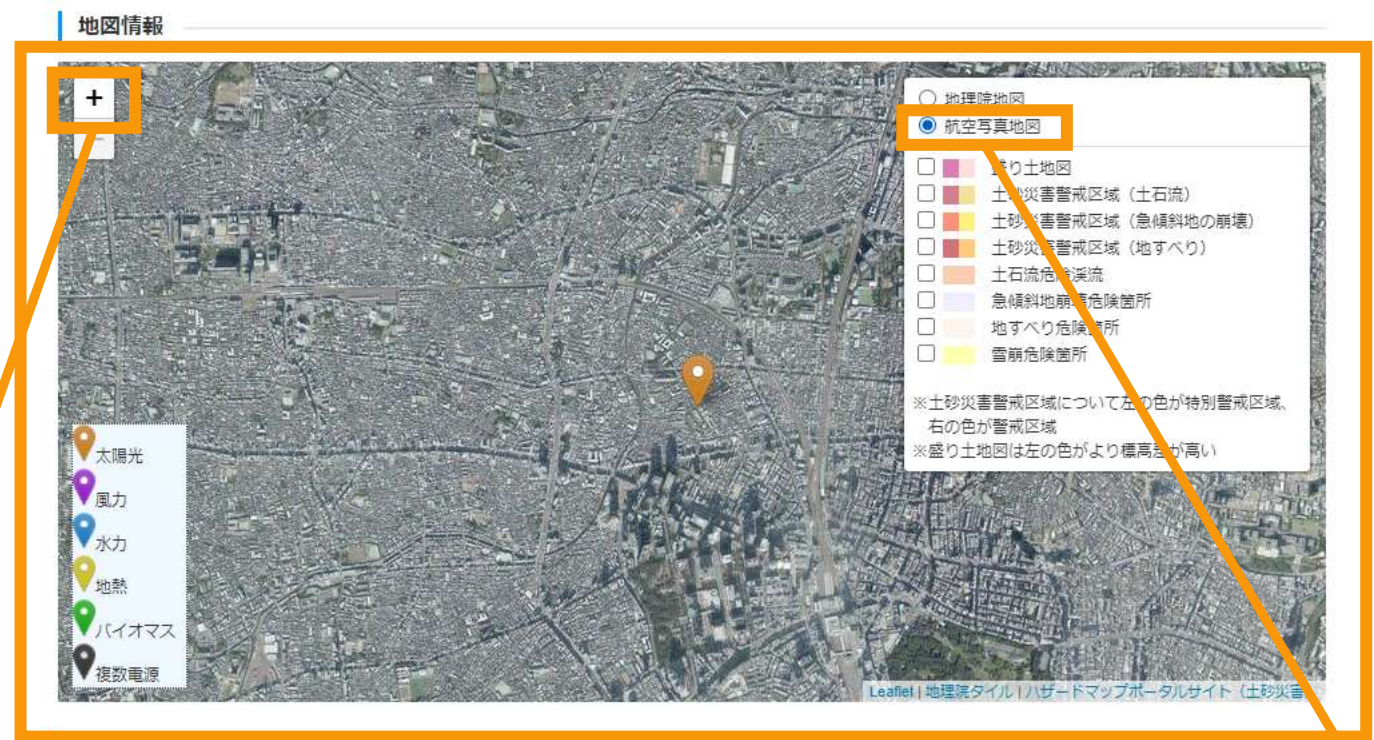 地図情報
+
−
地理院地図
航空写真地図
盛り土地図
土砂災害警戒区域（土石流）
土砂災害警戒区域（急傾斜地の崩壊）
土砂災害警戒区域（地すべり）
土石流危険渓流
急傾斜地崩壊危険箇所
地すべり危険箇所
雪崩危険箇所
※土砂災害警戒区域について左の色が特別警戒区域、
右の色が警戒区域
※盛り土地図は左の色がより標高差が高い
太陽光
風力
水力
地熱
バイオマス
複数電源
Leaflet | 地理院タイル | ハザードマップポータルサイト（土砂災害